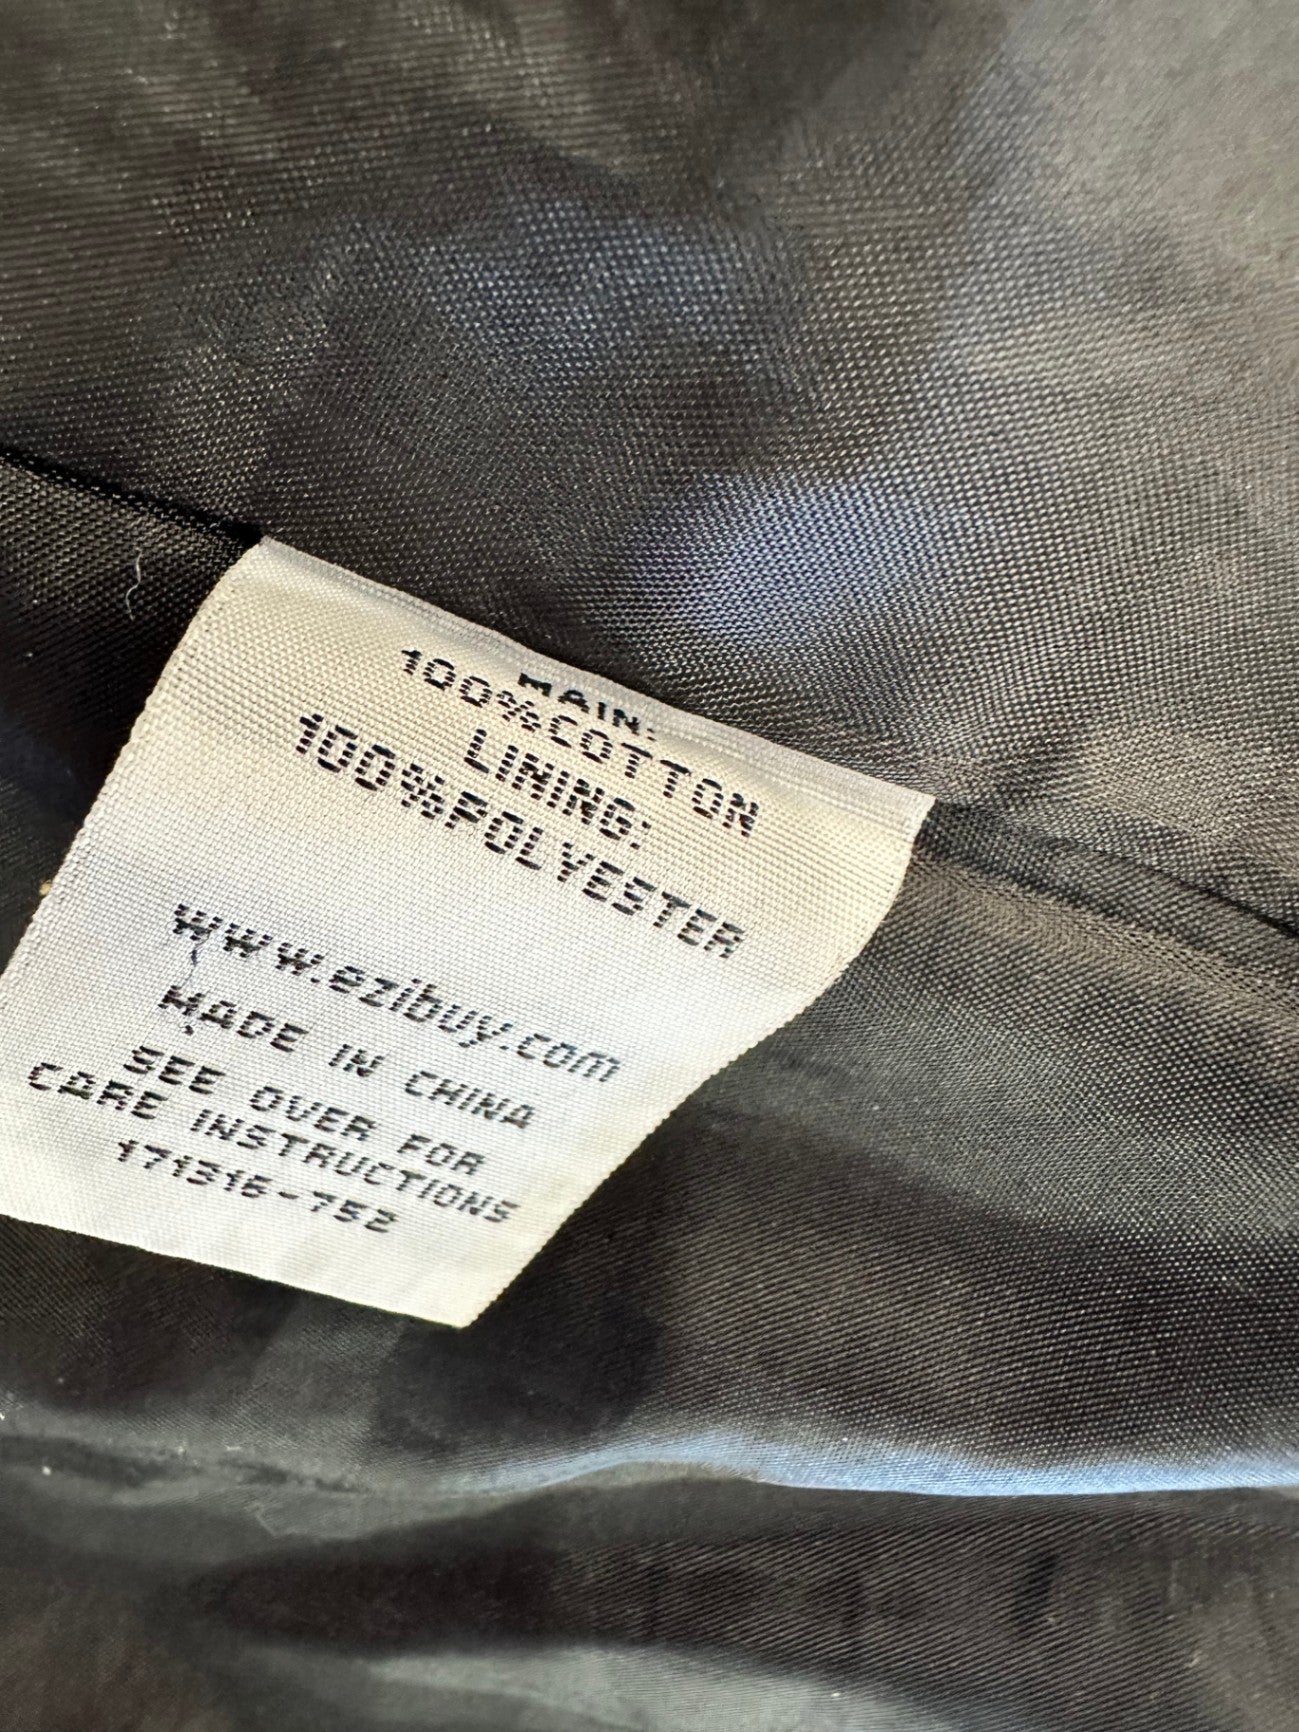 MAIN:
100%COTTON
LINING:
100%POLYESTER
www.ezibuy.com
MADE IN CHINA
SEE OVER FOR
CARE INSTRUCTIONS
171316-752